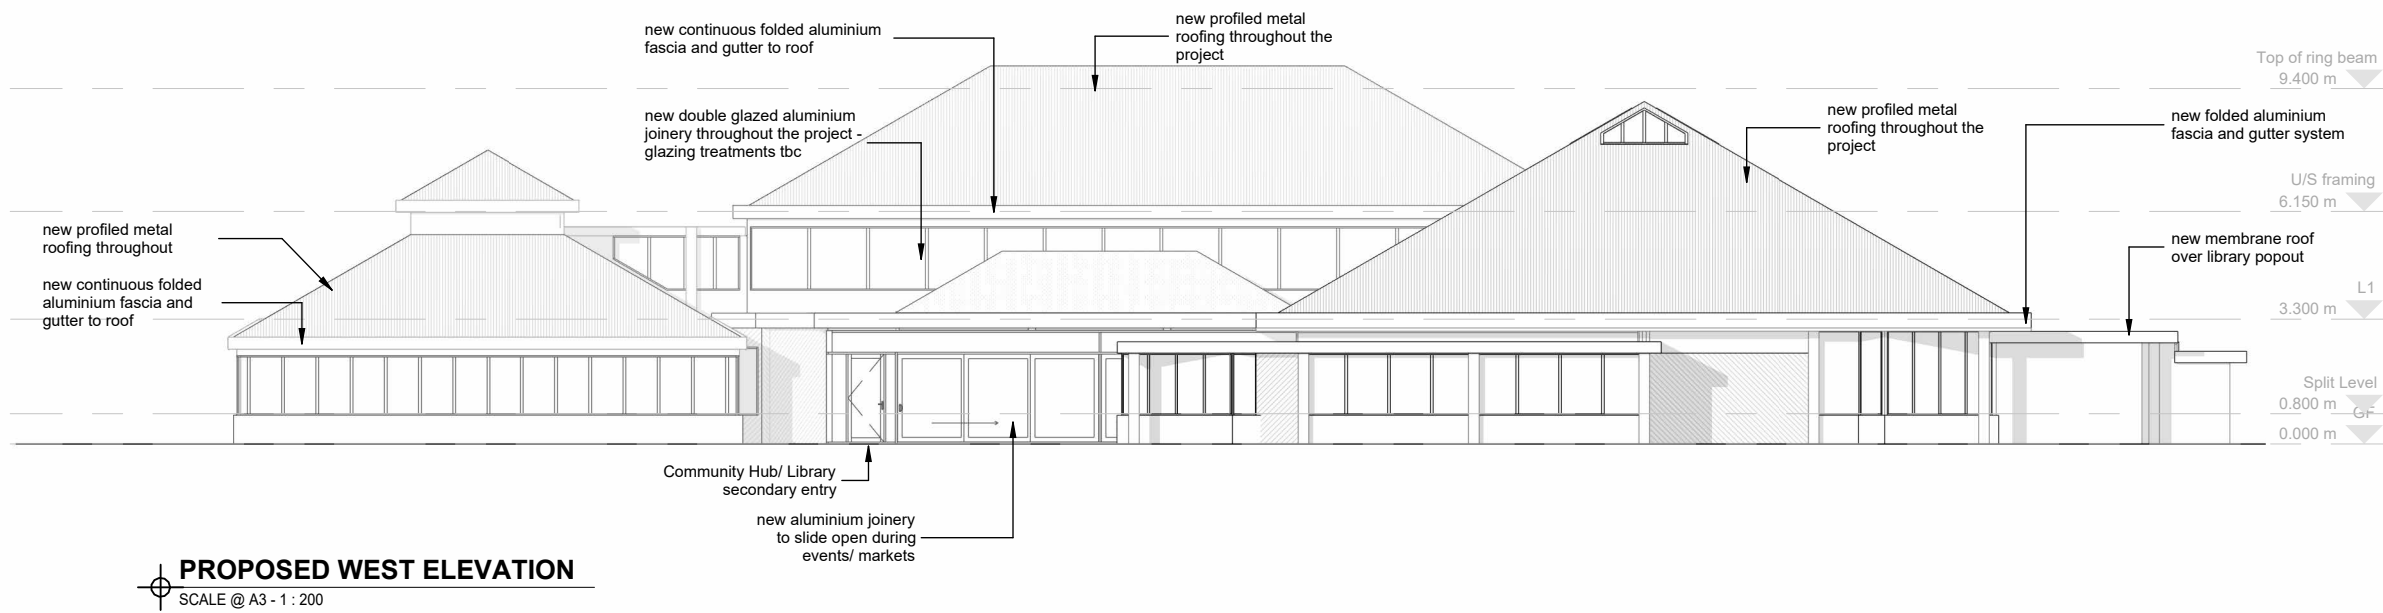 new continuous folded aluminium
fascia and gutter to roof
new profiled metal
roofing throughout the
project
Top of ring beam
9.400 m
new double glazed aluminium
joinery throughout the project -
glazing treatments tbc
new profiled metal
roofing throughout the
project
new folded aluminium
fascia and gutter system
U/S framing
6.150 m
new profiled metal
roofing throughout
new membrane roof
over library popout
new continuous folded
aluminium fascia and
gutter to roof
L1
3.300 m
Split Level
0.800 m
GF
0.000 m
Community Hub/ Library
secondary entry
new aluminium joinery
to slide open during
events/ markets
PROPOSED WEST ELEVATION
SCALE @ A3 - 1 : 200